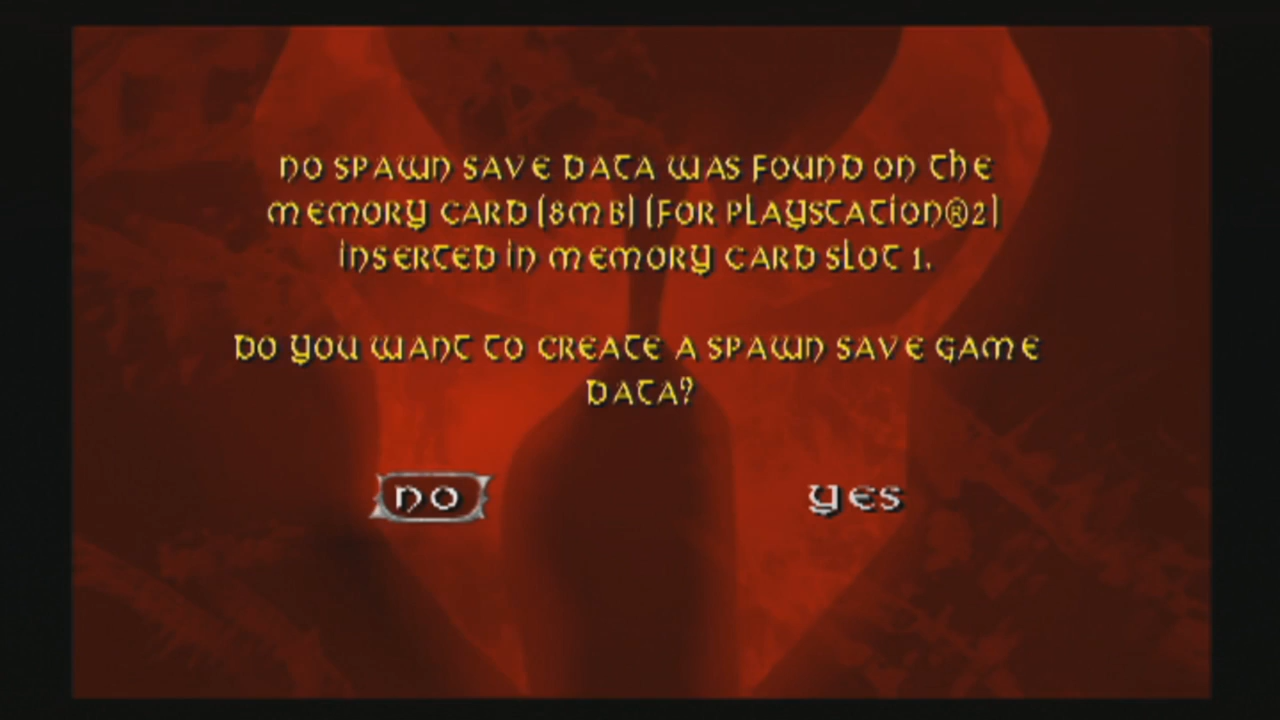 NO SPAWN SAVE DATA WAS FOUND ON THE
MEMORY CARD (8MB) (FOR PLAYSTATION®2)
INSERTED IN MEMORY CARD SLOT 1.
DO YOU WANT TO CREATE A SPAWN SAVE GAME
DATA?
NO YES